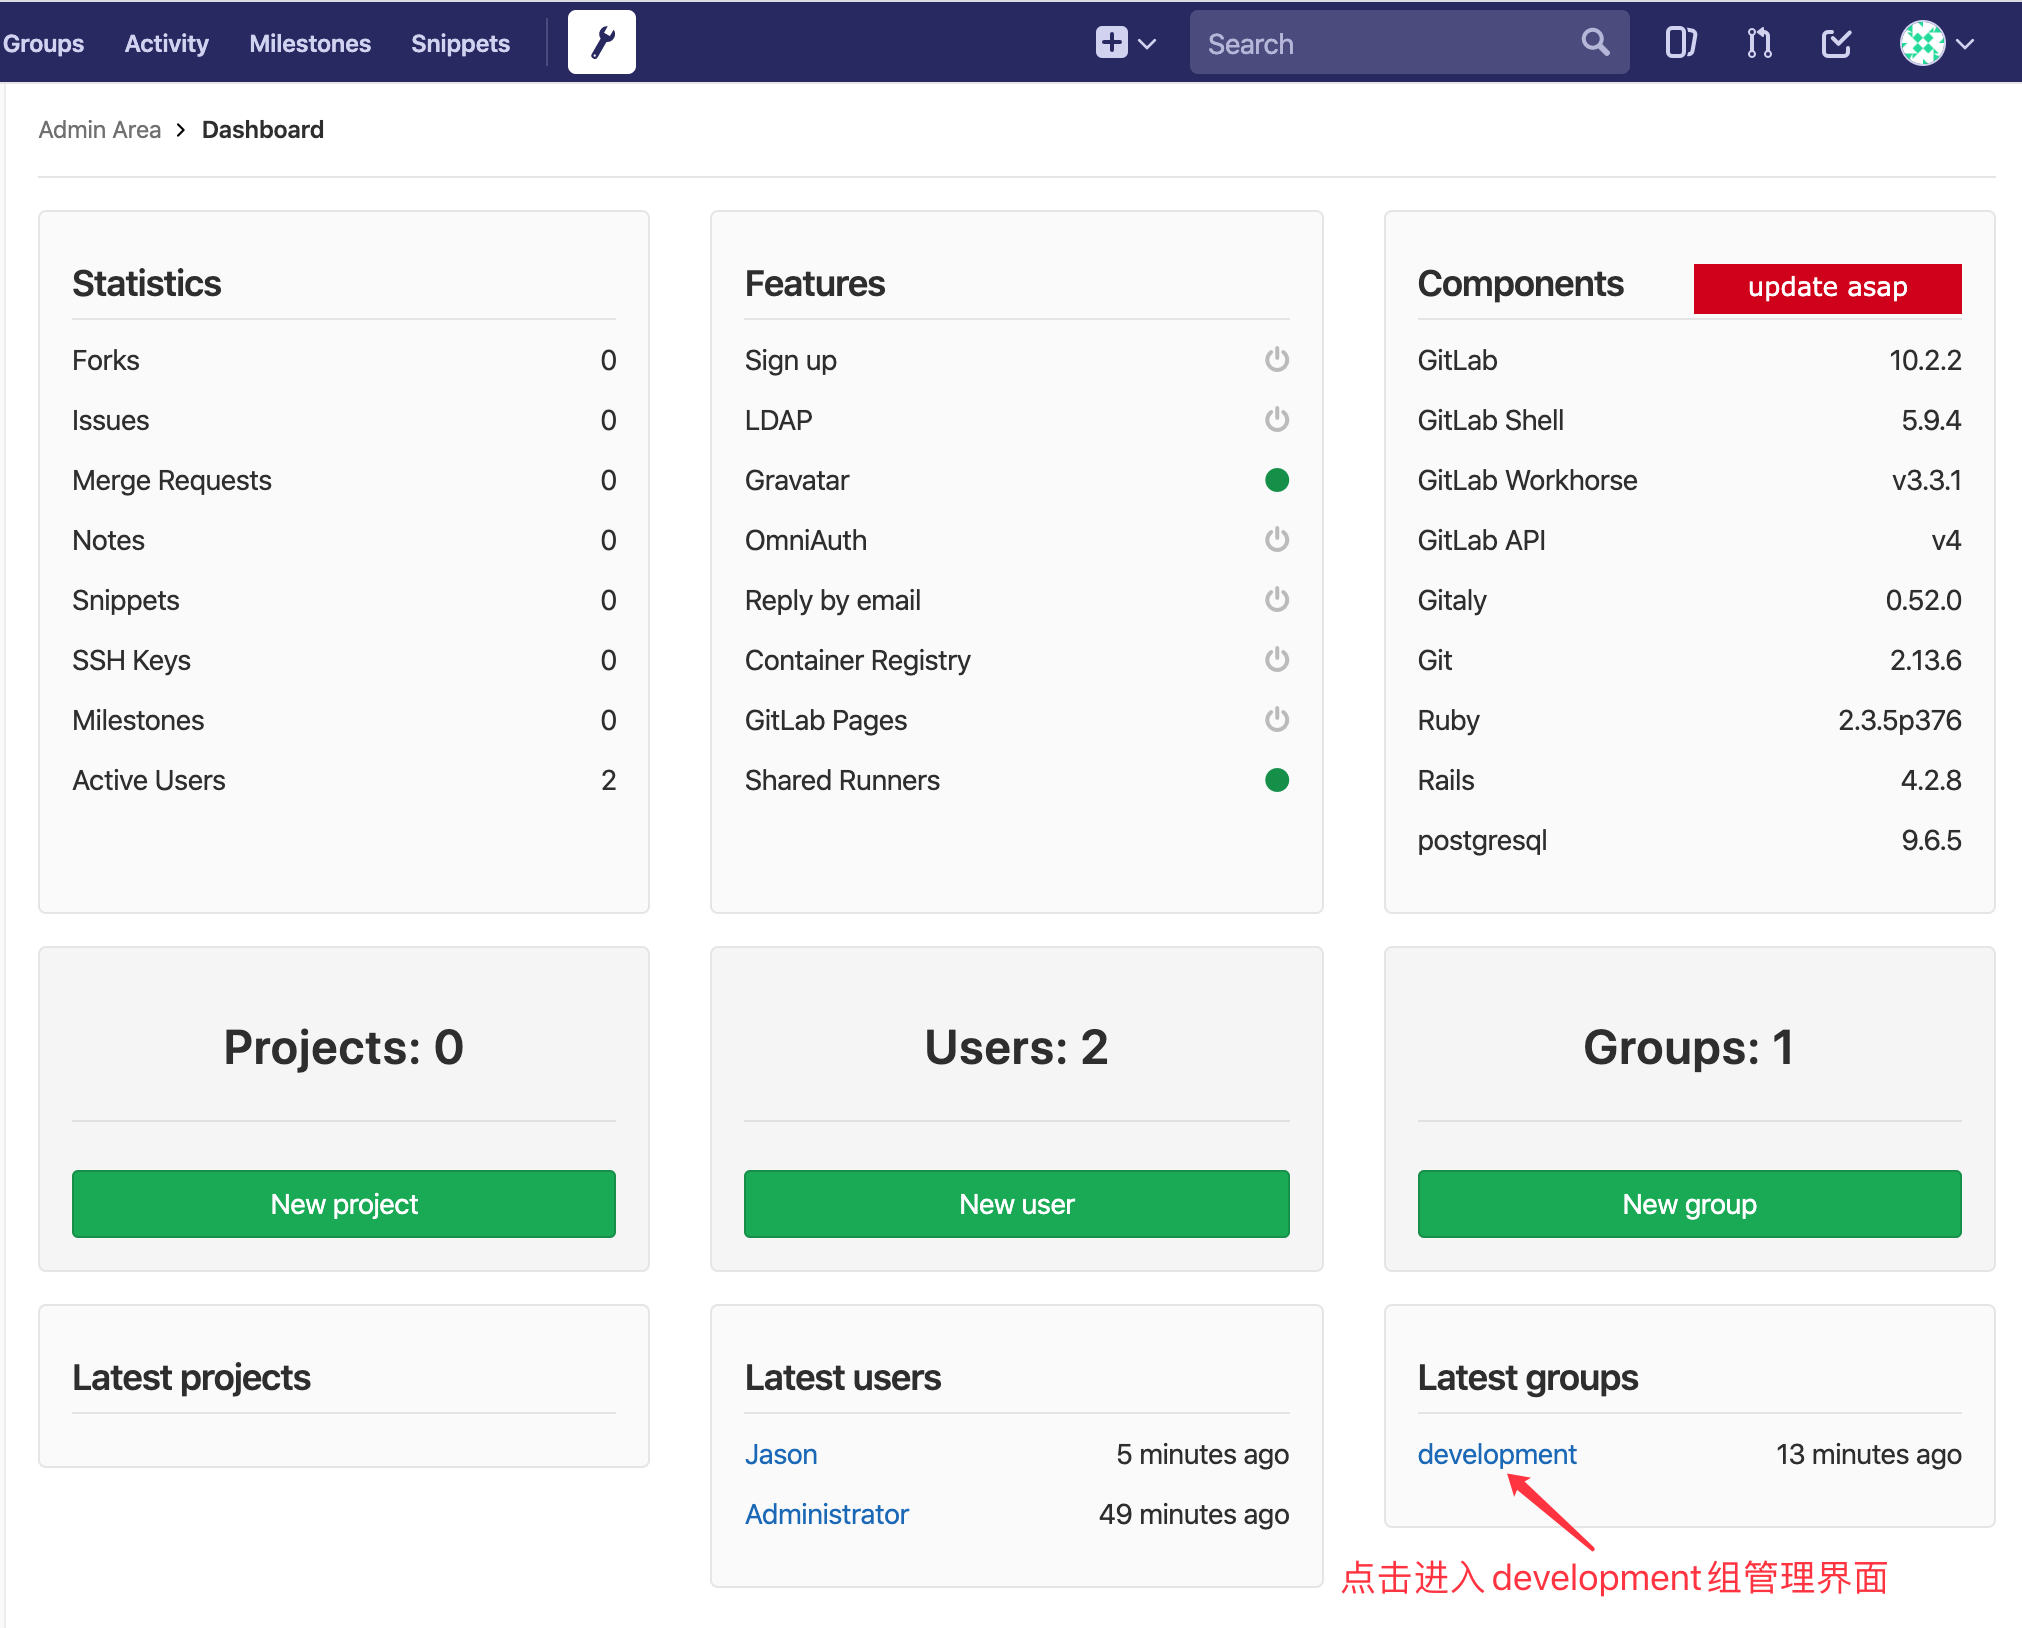 Groups Activity Milestones Snippets Search
Admin Area Dashboard
Statistics
Forks 0
Issues 0
Merge Requests 0
Notes 0
Snippets 0
SSH Keys 0
Milestones 0
Active Users 2
Features
Sign up
LDAP
Gravatar
OmniAuth
Reply by email
Container Registry
GitLab Pages
Shared Runners
Components update asap
GitLab 10.2.2
GitLab Shell 5.9.4
GitLab Workhorse v3.3.1
GitLab API v4
Gitaly 0.52.0
Git 2.13.6
Ruby 2.3.5p376
Rails 4.2.8
postgresql 9.6.5
Projects: 0
New project
Users: 2
New user
Groups: 1
New group
Latest projects
Latest users
Jason 5 minutes ago
Administrator 49 minutes ago
Latest groups
development 13 minutes ago
点击进入development组管理界面